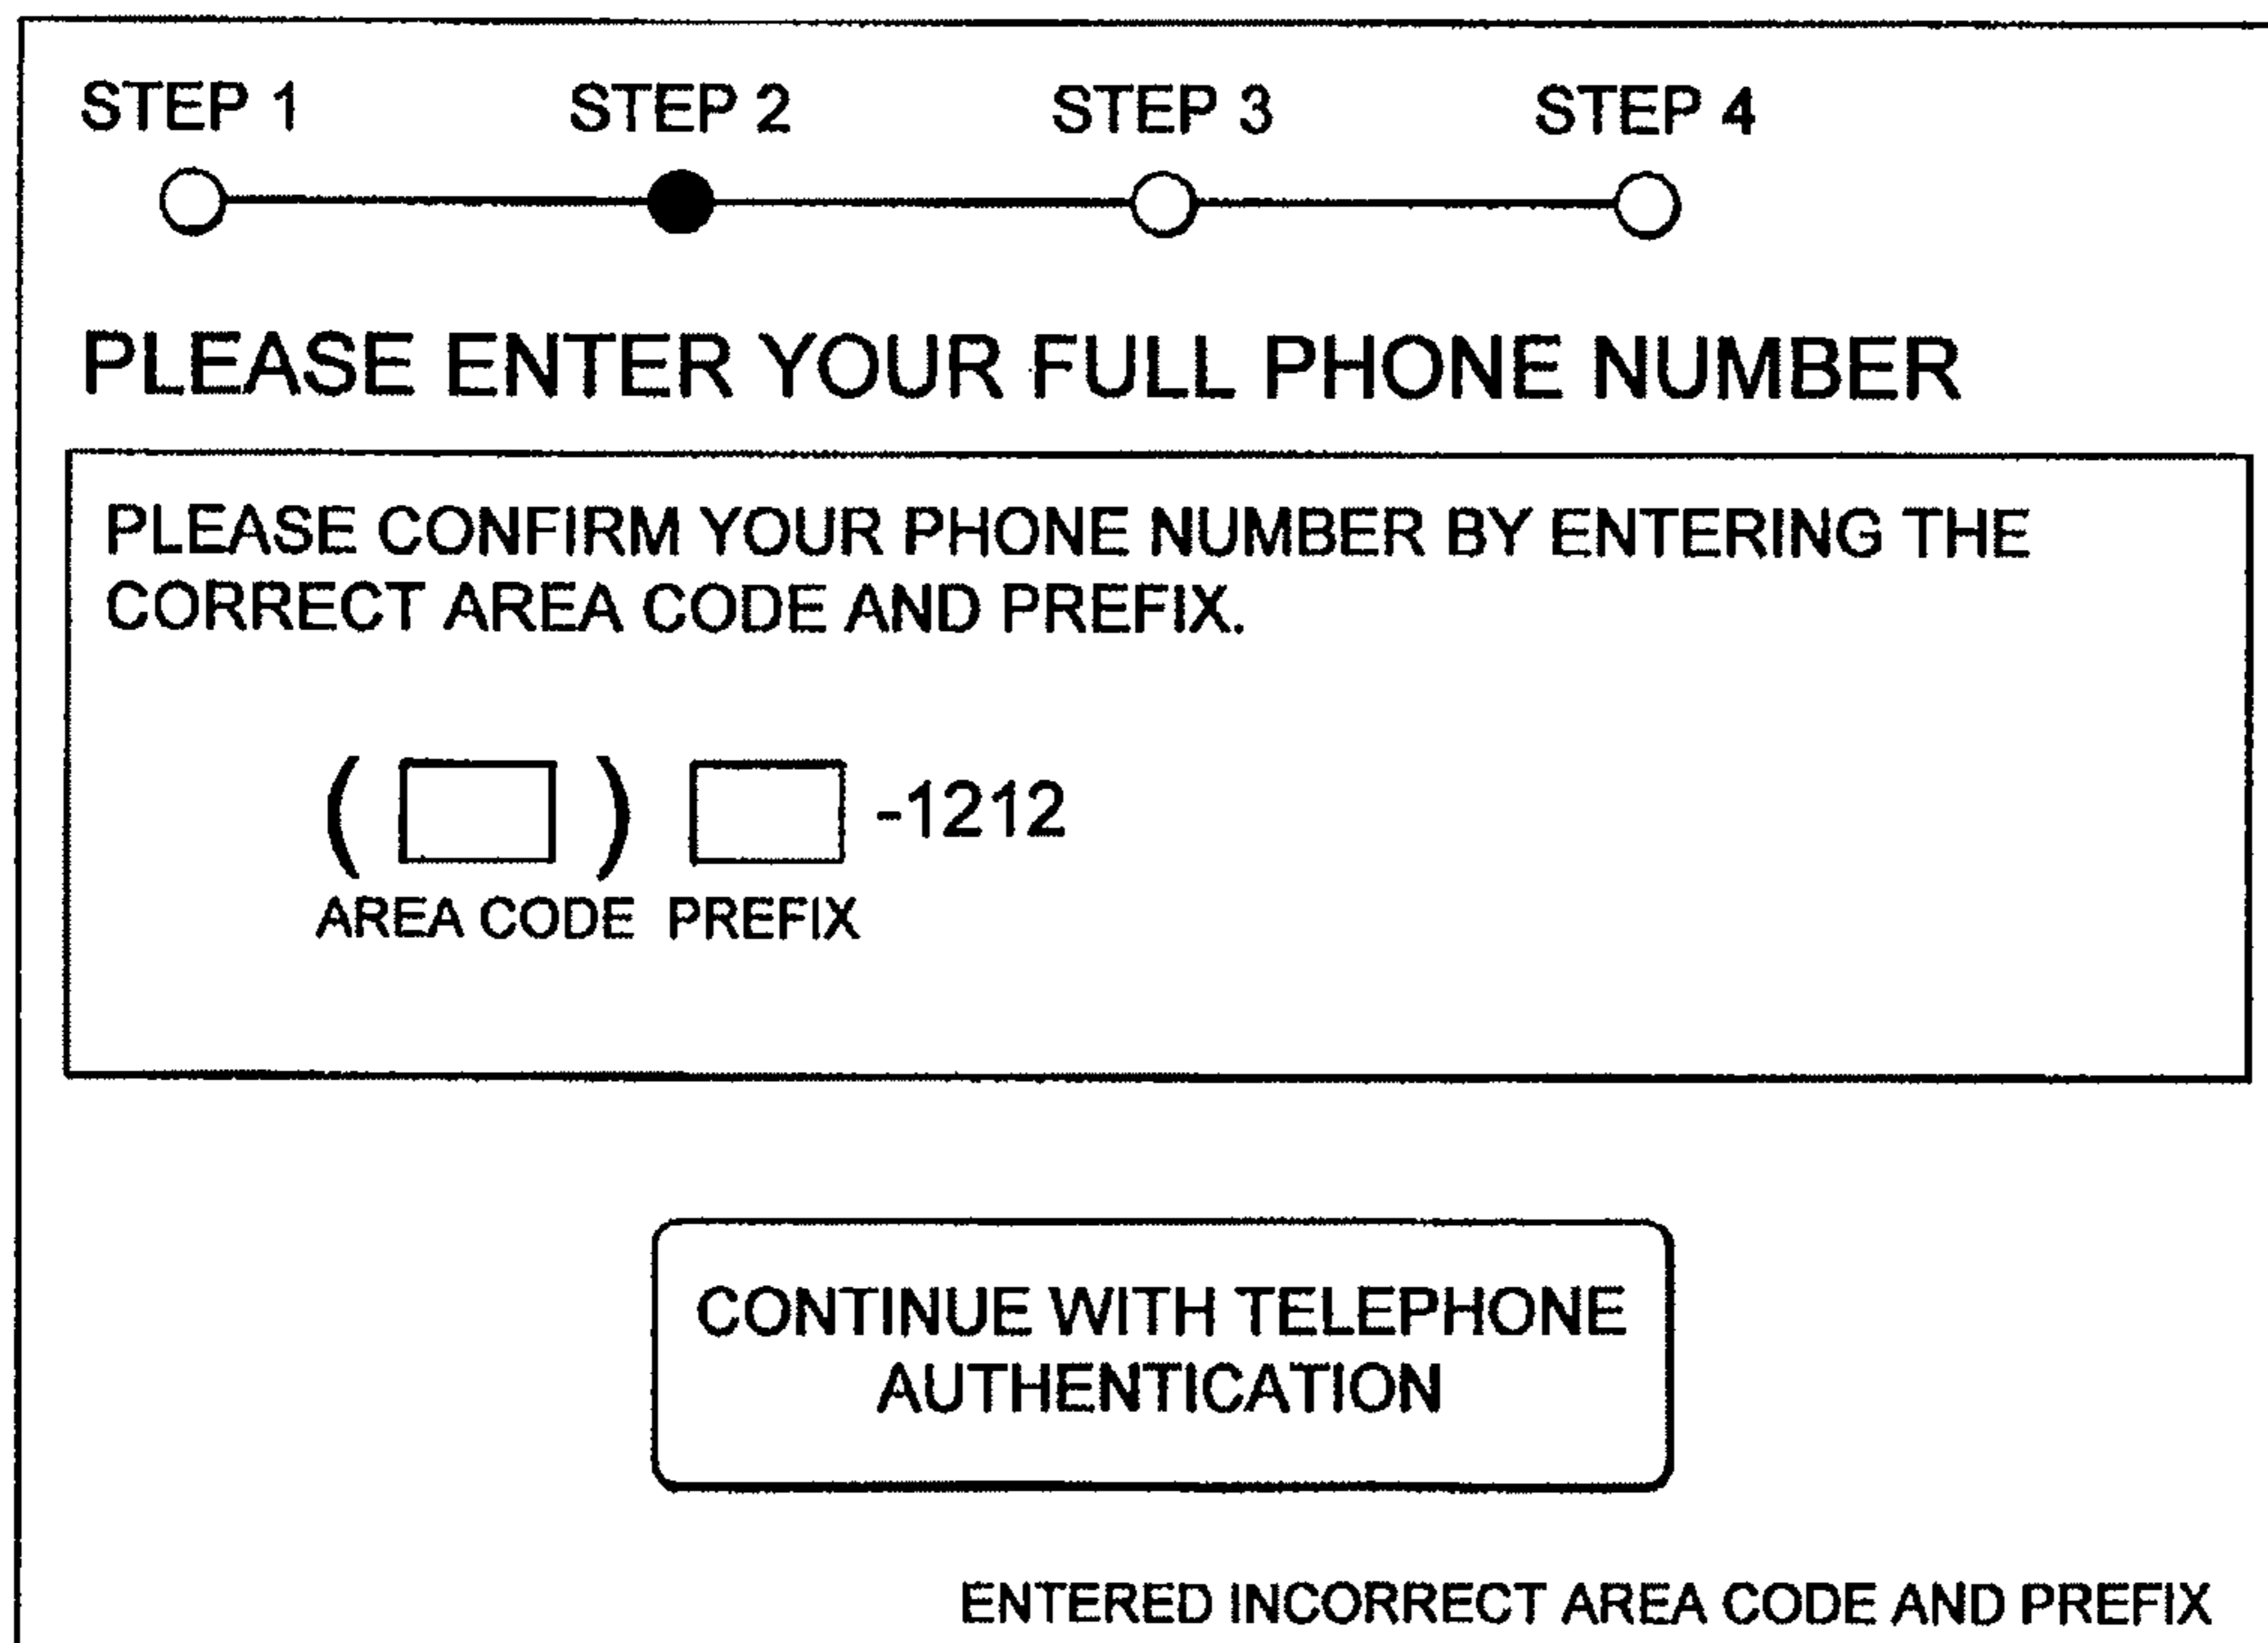 STEP 1 STEP 2 STEP 3 STEP 4
PLEASE ENTER YOUR FULL PHONE NUMBER
PLEASE CONFIRM YOUR PHONE NUMBER BY ENTERING THE
CORRECT AREA CODE AND PREFIX.
( ) -1212
AREA CODE PREFIX
CONTINUE WITH TELEPHONE
AUTHENTICATION
ENTERED INCORRECT AREA CODE AND PREFIX